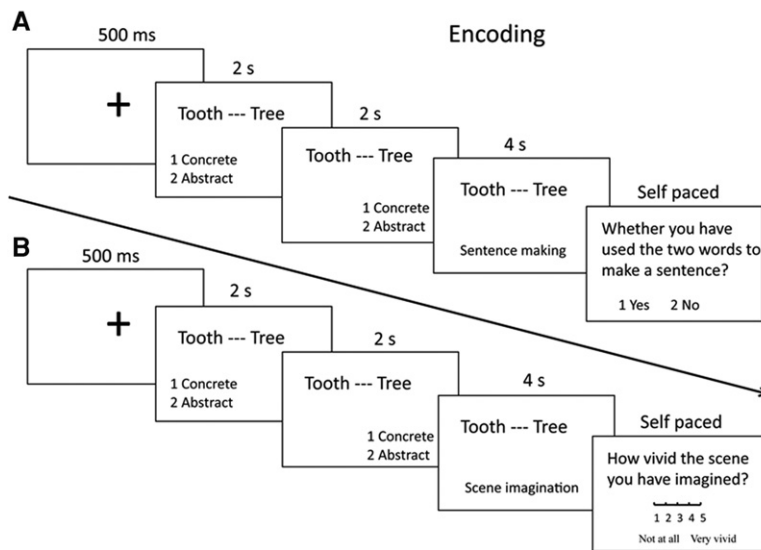 A
Encoding
500 ms
2 s
Tooth --- Tree
1 Concrete
2 Abstract
2 s
Tooth --- Tree
1 Concrete
2 Abstract
4 s
Tooth --- Tree
Sentence making
Self paced
Whether you have
used the two words to
make a sentence?
1 Yes 2 No
B
500 ms
2 s
Tooth --- Tree
1 Concrete
2 Abstract
2 s
Tooth --- Tree
1 Concrete
2 Abstract
4 s
Tooth --- Tree
Scene imagination
Self paced
How vivid the scene
you have imagined?
1 2 3 4 5
Not at all Very vivid